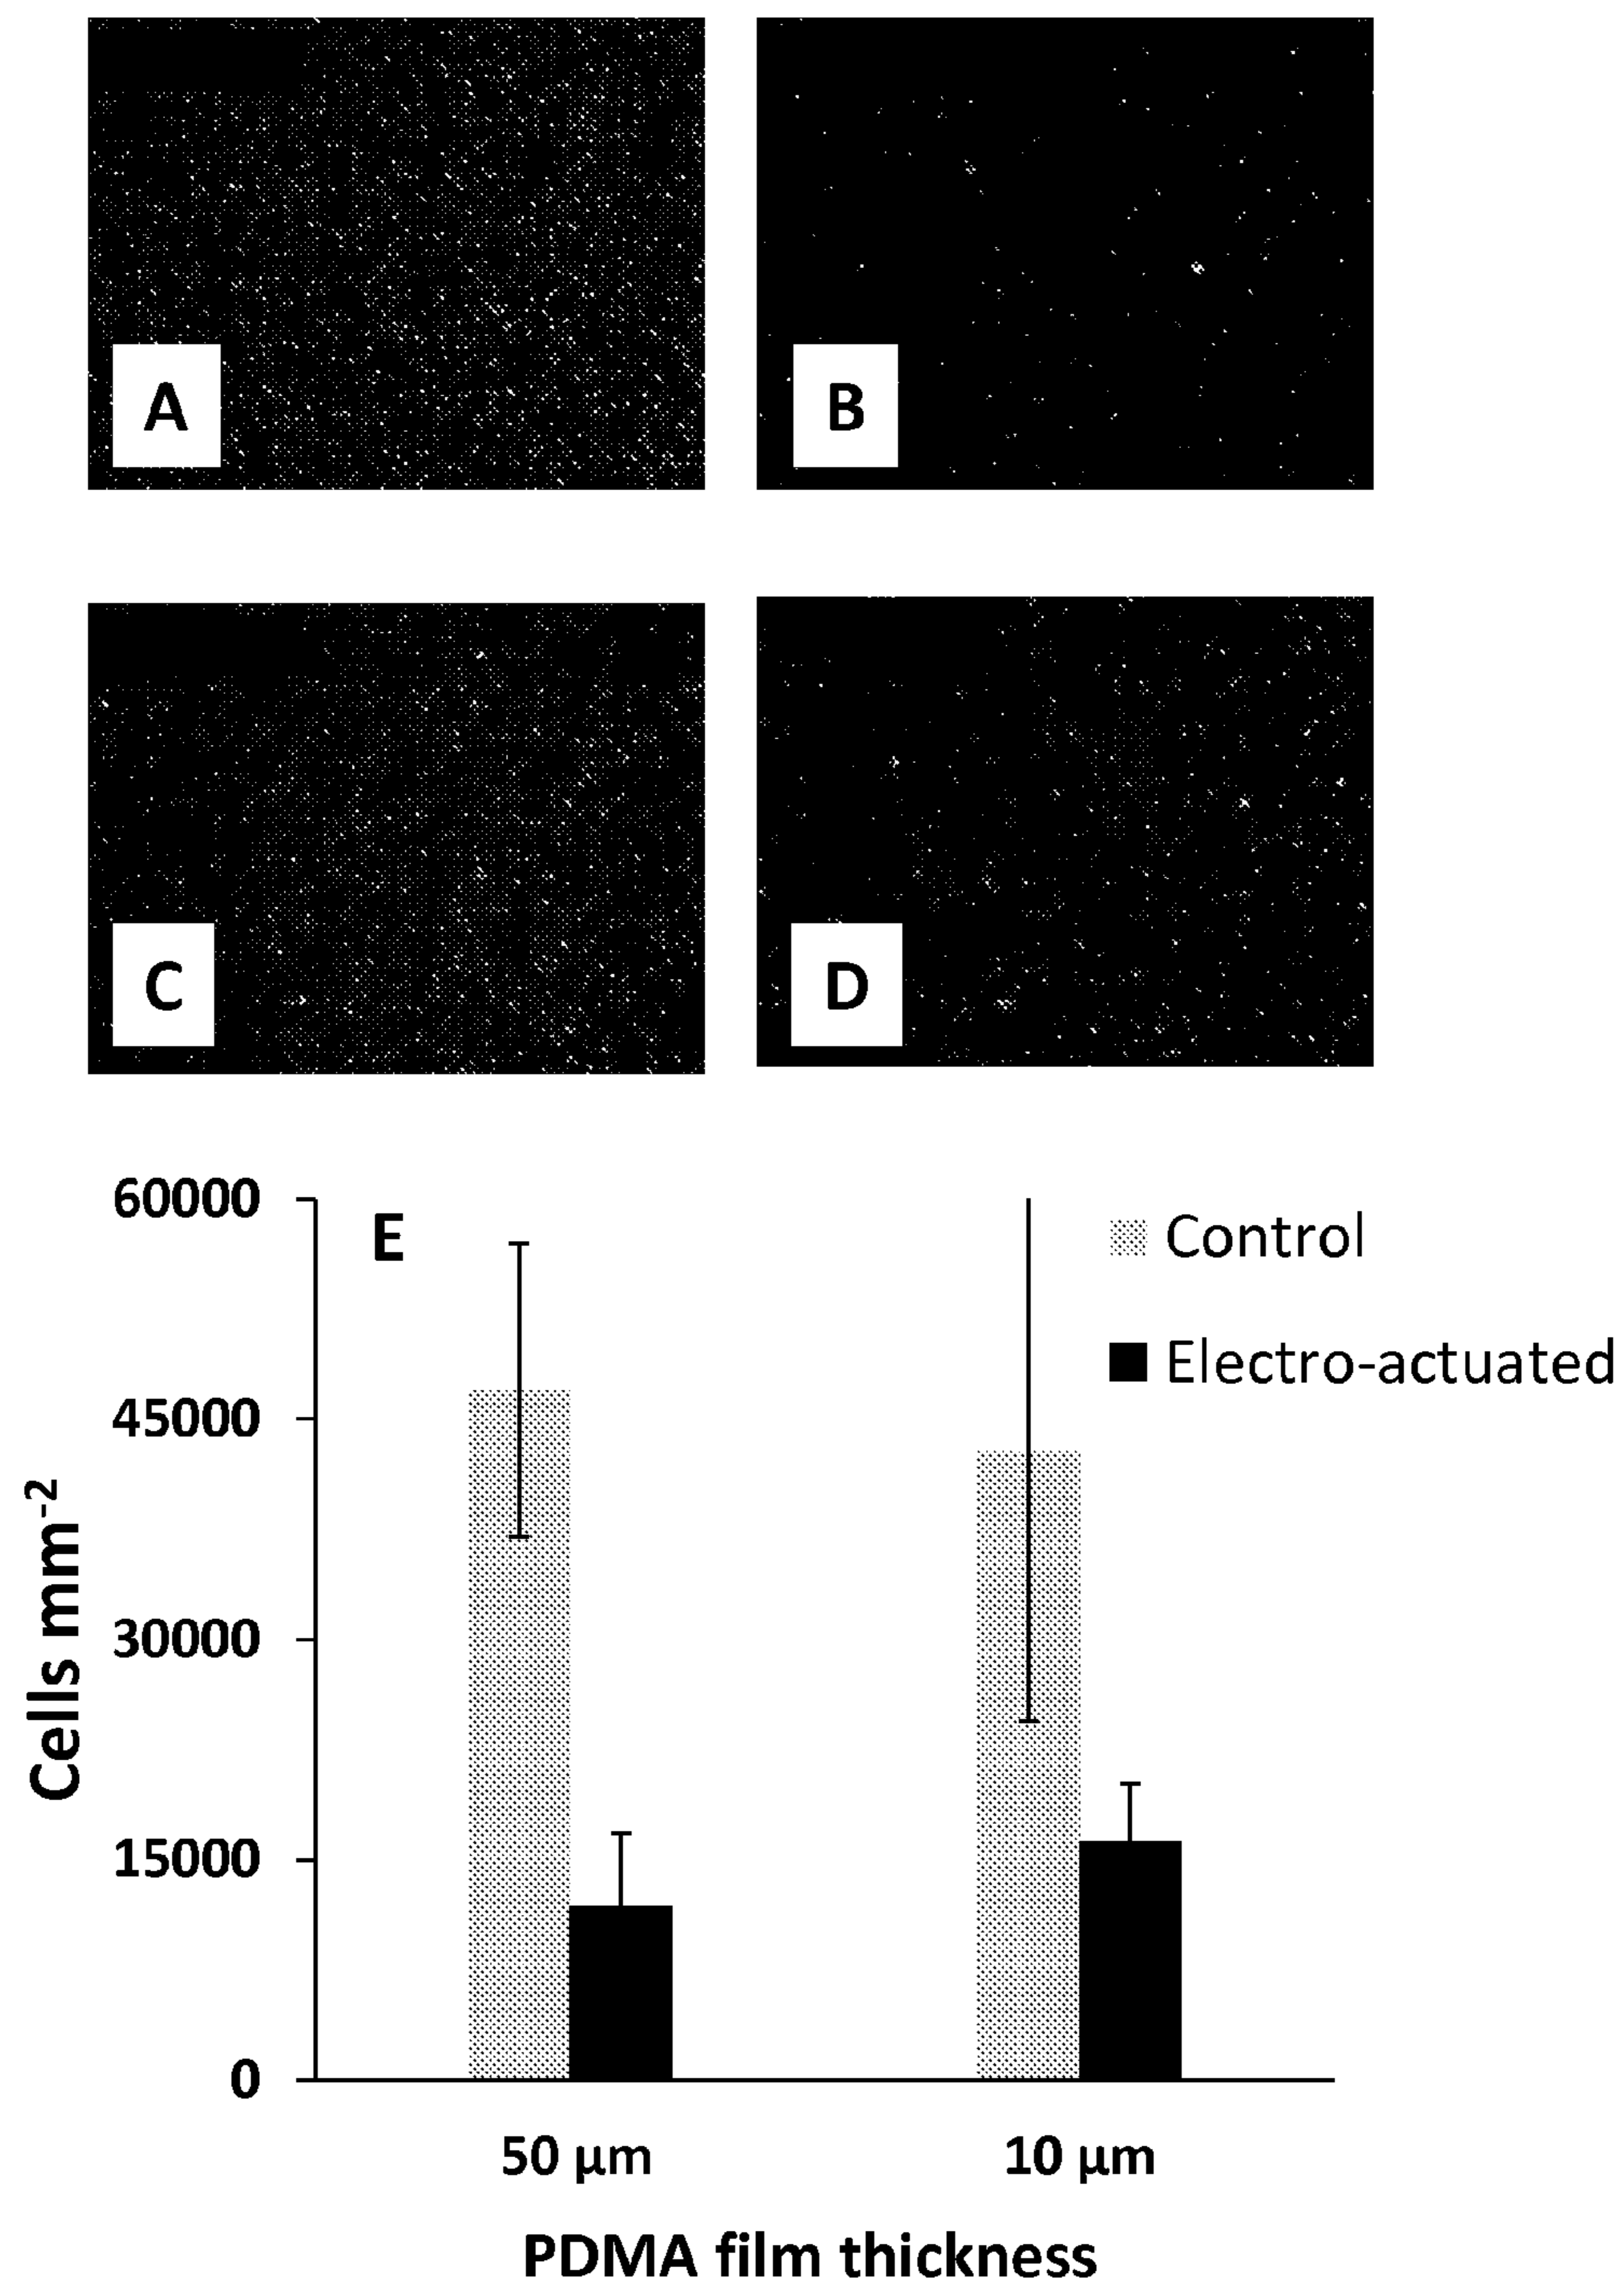 A
B
C
D
E
Control
Electro-actuated
60000
45000
30000
15000
0
Cells mm⁻²
50 µm
10 µm
PDMA film thickness